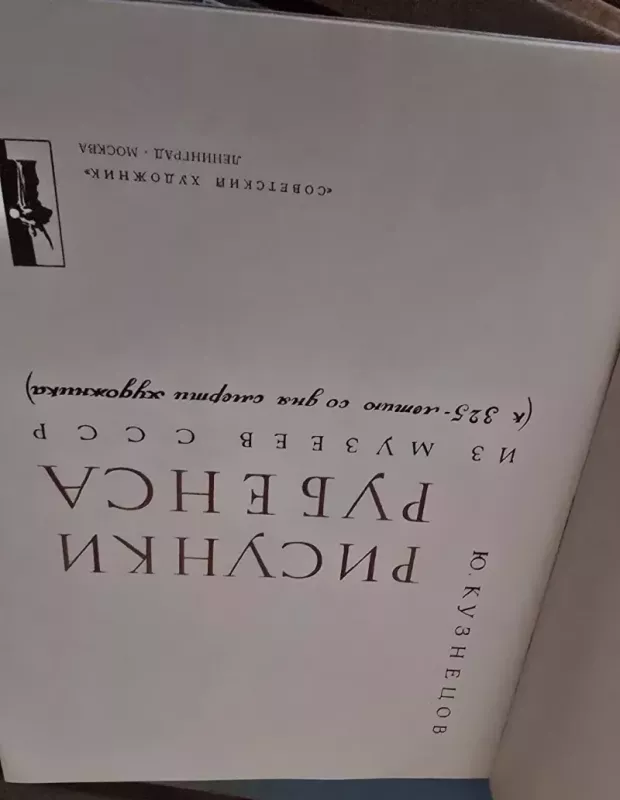 Ю. КУЗНЕЦОВ
РИСУНКИ
РУБЕНСА
ИЗ МУЗЕЕВ СССР
(к 325-летию со дня смерти художника)
«СОВЕТСКИЙ ХУДОЖНИК»
ЛЕНИНГРАД · МОСКВА